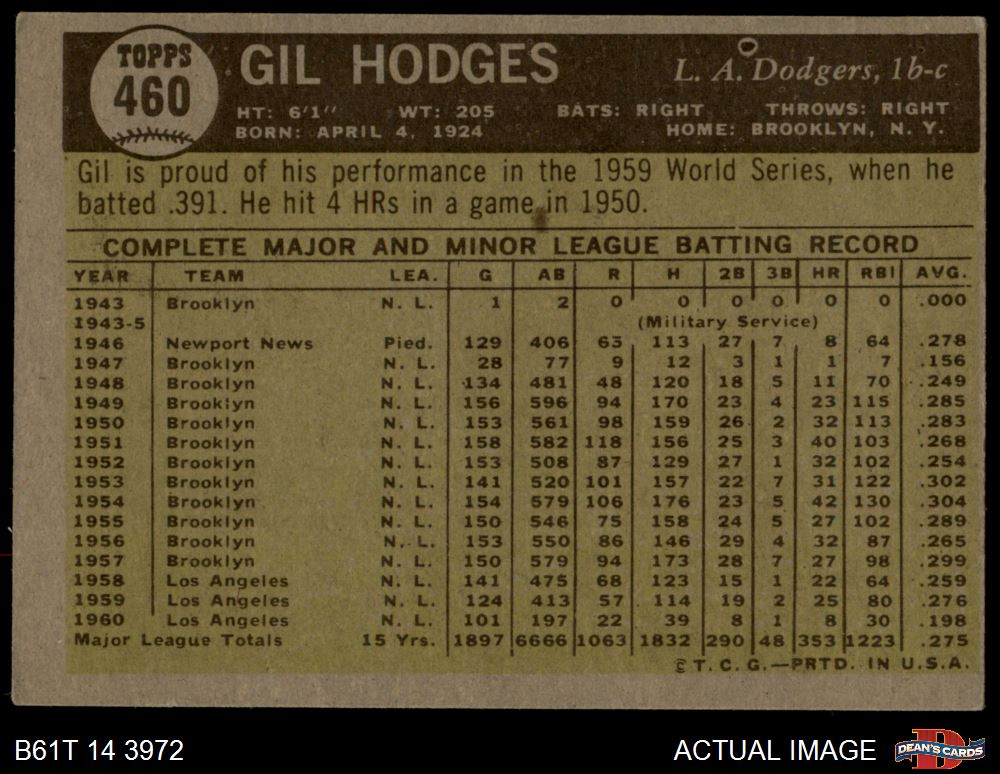 TOPPS
460
GIL HODGES
L. A. Dodgers, 1b-c
HT: 6'1" WT: 205 BATS: RIGHT THROWS: RIGHT
BORN: APRIL 4, 1924 HOME: BROOKLYN, N. Y.
Gil is proud of his performance in the 1959 World Series, when he
batted .391. He hit 4 HRs in a game in 1950.
COMPLETE MAJOR AND MINOR LEAGUE BATTING RECORD
YEAR TEAM LEA. G AB R H 2B 3B HR RBI AVG.
1943 Brooklyn N. L. 1 2 0 0 0 0 0 0 .000
1943-5 (Military Service)
1946 Newport News Pied. 129 406 63 113 27 7 8 64 .278
1947 Brooklyn N. L. 28 77 9 12 3 1 1 7 .156
1948 Brooklyn N. L. 134 481 48 120 18 5 11 70 .249
1949 Brooklyn N. L. 156 596 94 170 23 4 23 115 .285
1950 Brooklyn N. L. 153 561 98 159 26 2 32 113 .283
1951 Brooklyn N. L. 158 582 118 156 25 3 40 103 .268
1952 Brooklyn N. L. 153 508 87 129 27 1 32 102 .254
1953 Brooklyn N. L. 141 520 101 157 22 7 31 122 .302
1954 Brooklyn N. L. 154 579 106 176 23 5 42 130 .304
1955 Brooklyn N. L. 150 546 75 158 24 5 27 102 .289
1956 Brooklyn N. L. 153 550 86 146 29 4 32 87 .265
1957 Brooklyn N. L. 150 579 94 173 28 7 27 98 .299
1958 Los Angeles N. L. 141 475 68 123 15 1 22 64 .259
1959 Los Angeles N. L. 124 413 57 114 19 2 25 80 .276
1960 Los Angeles N. L. 101 197 22 39 8 1 8 30 .198
Major League Totals 15 Yrs. 1897 6666 1063 1832 290 48 353 1223 .275
© T. C. G.—PRTD. IN U.S.A.
B61T 14 3972 ACTUAL IMAGE DEAN'S CARDS